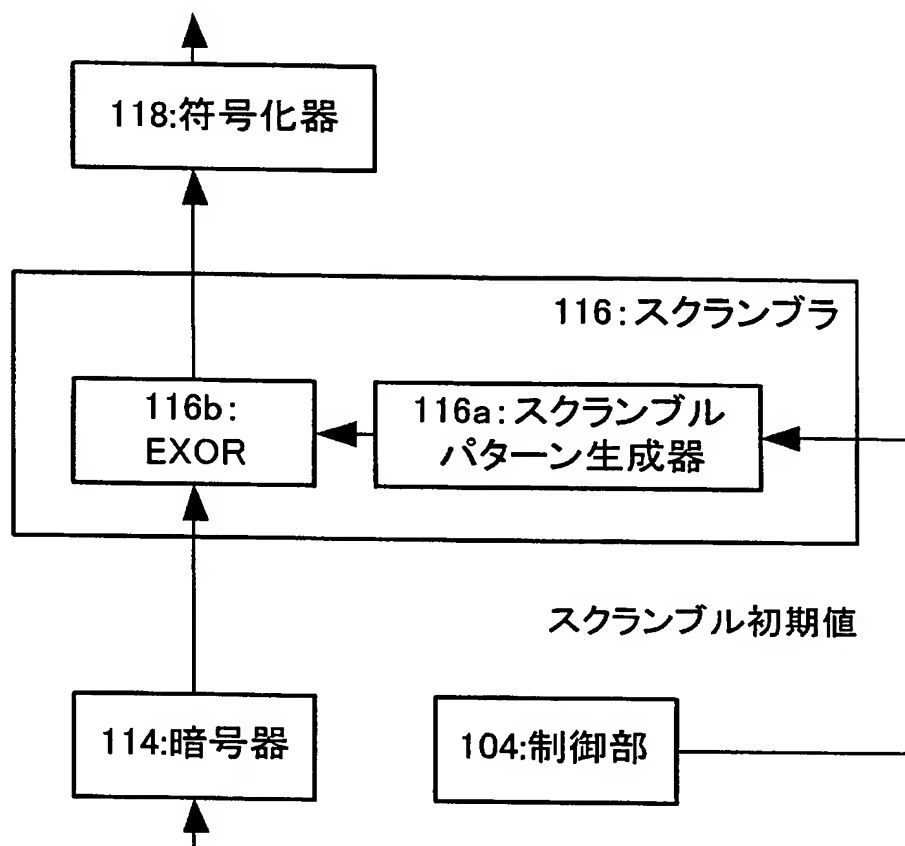 118:符号化器
116:スクランブラ
116b:
EXOR
116a:スクランブル
パターン生成器
スクランブル初期値
114:暗号器
104:制御部